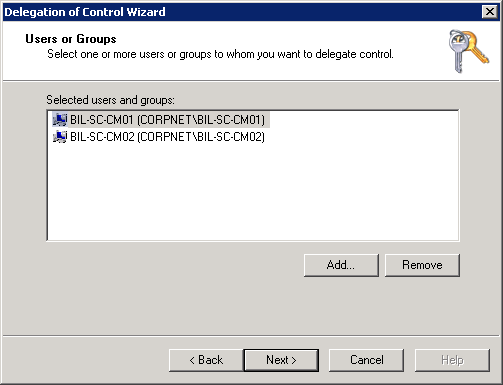 Delegation of Control Wizard
Users or Groups
Select one or more users or groups to whom you want to delegate control.
Selected users and groups:
BIL-SC-CM01 (CORPNET\BIL-SC-CM01)
BIL-SC-CM02 (CORPNET\BIL-SC-CM02)
Add... Remove
< Back Next > Cancel Help